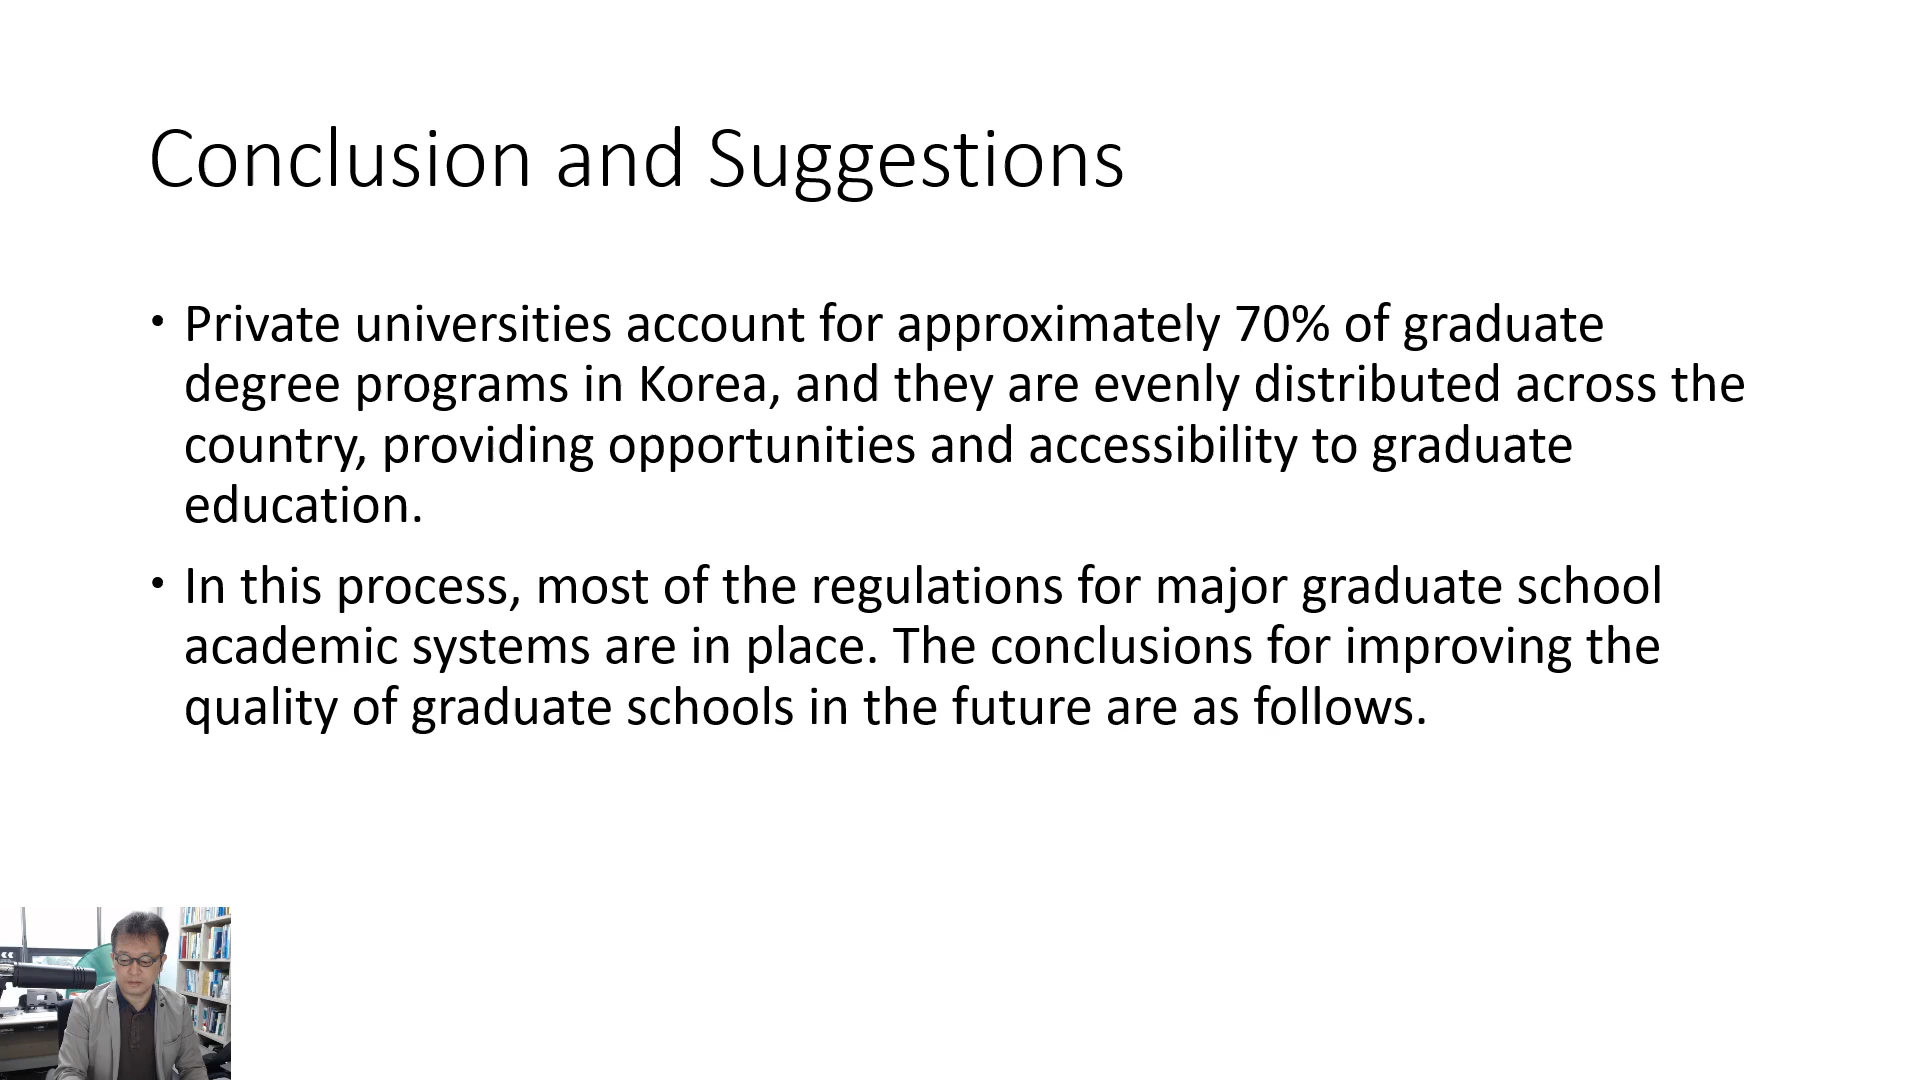 Conclusion and Suggestions
• Private universities account for approximately 70% of graduate
degree programs in Korea, and they are evenly distributed across the
country, providing opportunities and accessibility to graduate
education.
• In this process, most of the regulations for major graduate school
academic systems are in place. The conclusions for improving the
quality of graduate schools in the future are as follows.